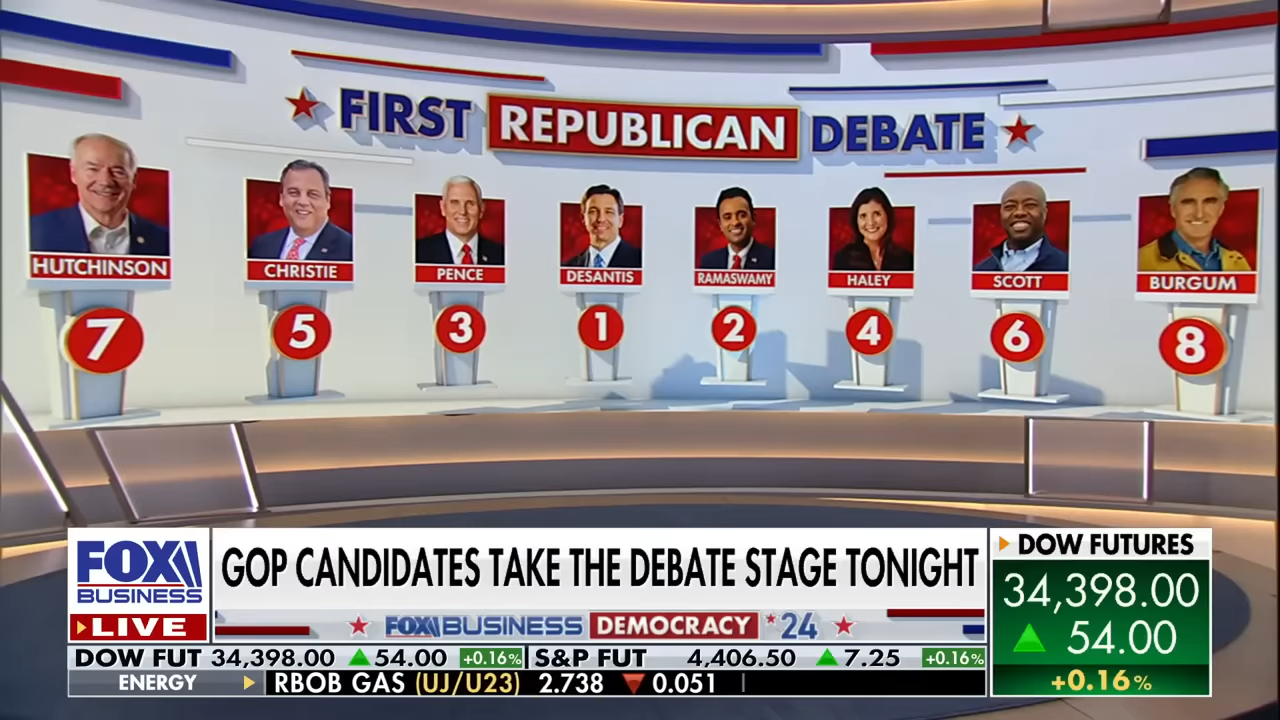 FIRST REPUBLICAN DEBATE
HUTCHINSON
CHRISTIE
PENCE
DESANTIS
RAMASWAMY
HALEY
SCOTT
BURGUM
7
5
3
1
2
4
6
8
FOX BUSINESS
LIVE
GOP CANDIDATES TAKE THE DEBATE STAGE TONIGHT
FOX BUSINESS DEMOCRACY '24
DOW FUTURES
34,398.00
54.00
+0.16%
DOW FUT 34,398.00 54.00 +0.16% S&P FUT 4,406.50 7.25 +0.16%
ENERGY RBOB GAS (UJ/U23) 2.738 0.051